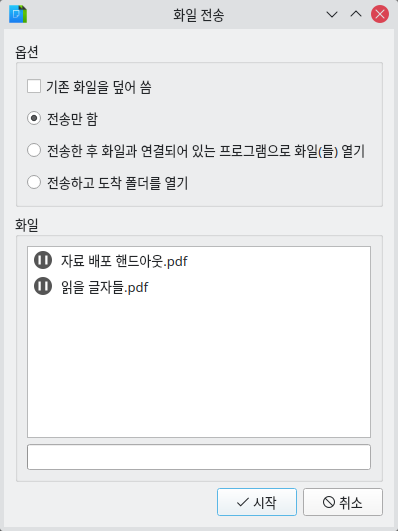 화일 전송
옵션
기존 화일을 덮어 씀
전송만 함
전송한 후 화일과 연결되어 있는 프로그램으로 화일(들) 열기
전송하고 도착 폴더를 열기
화일
자료 배포 핸드아웃.pdf
읽을 글자들.pdf
시작
취소